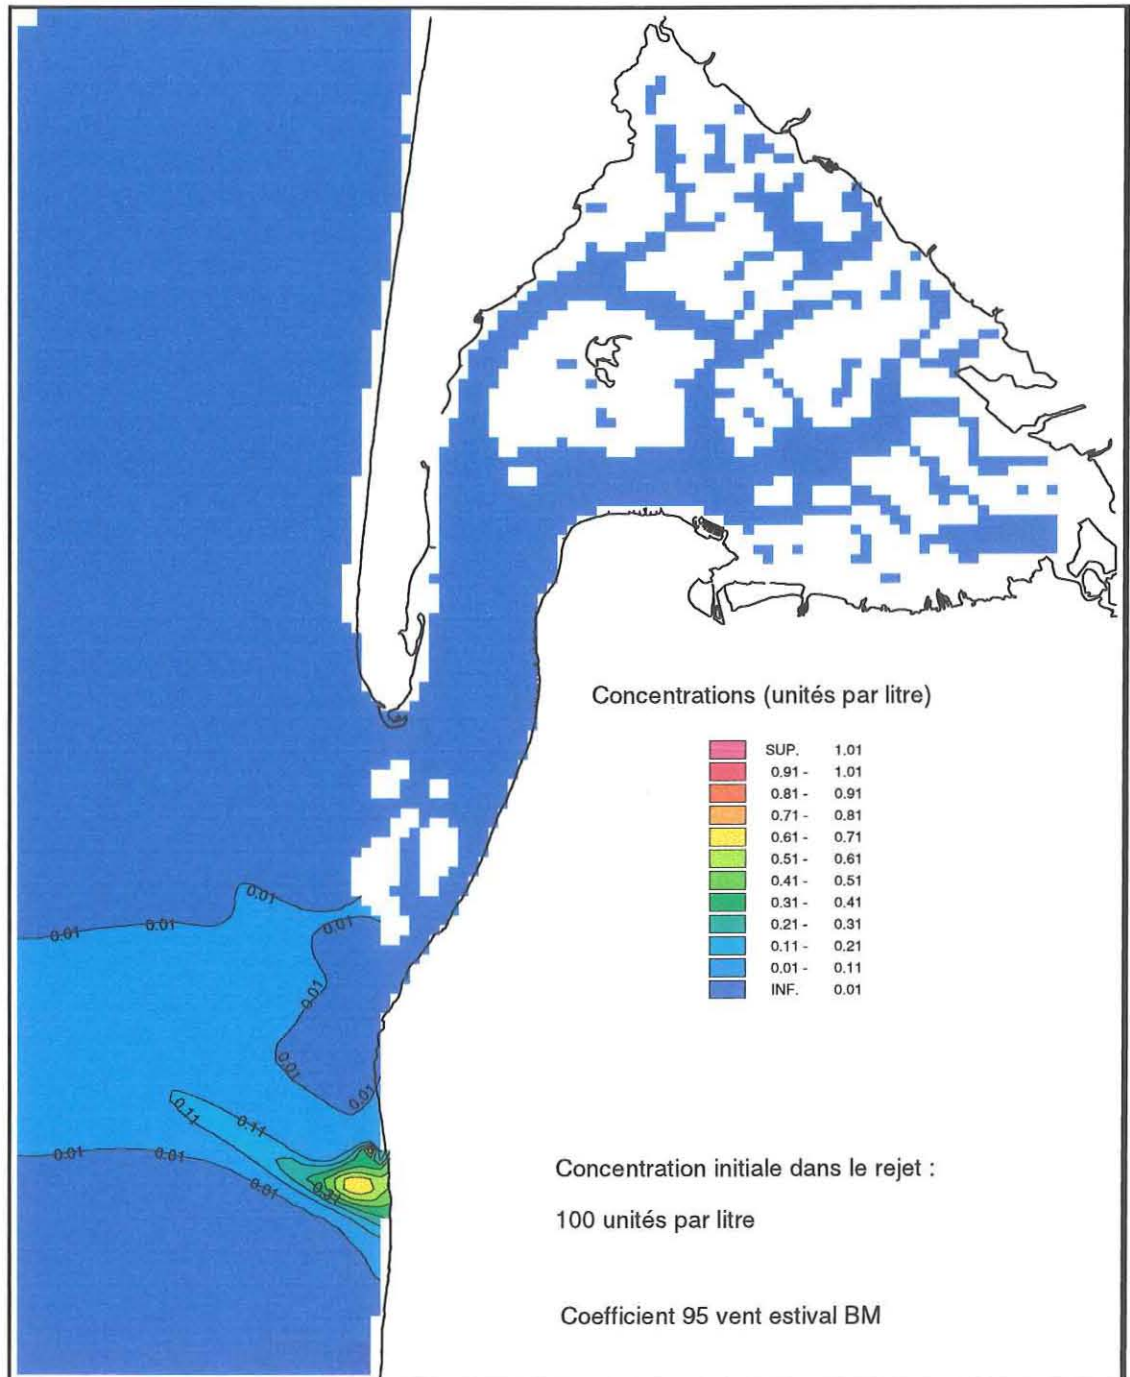 Concentrations (unités par litre)
SUP. 1.01
0.91 - 1.01
0.81 - 0.91
0.71 - 0.81
0.61 - 0.71
0.51 - 0.61
0.41 - 0.51
0.31 - 0.41
0.21 - 0.31
0.11 - 0.21
0.01 - 0.11
INF. 0.01
0.01
0.01
0.01
0.01
0.01
0.01
0.01
0.11
0.11
0.01
0.01
0.31
0.01
Concentration initiale dans le rejet :
100 unités par litre
Coefficient 95 vent estival BM